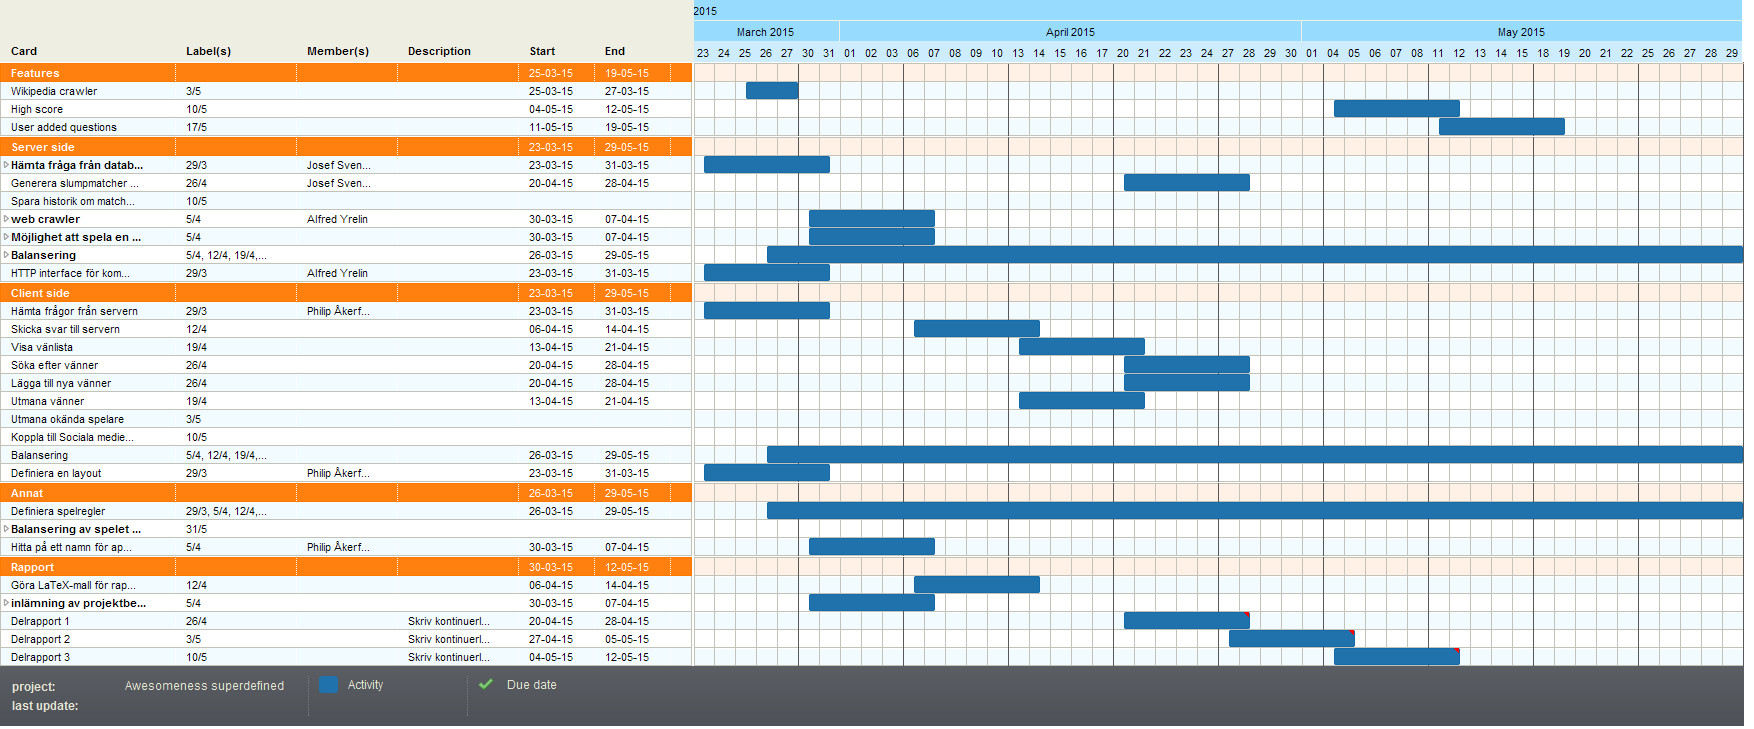 2015
March 2015 April 2015 May 2015
Card Label(s) Member(s) Description Start End
23 24 25 26 27 30 31 01 02 03 06 07 08 09 10 13 14 15 16 17 20 21 22 23 24 27 28 29 30 01 04 05 06 07 08 11 12 13 14 15 18 19 20 21 22 25 26 27 28 29
Features 25-03-15 19-05-15
Wikipedia crawler 3/5 25-03-15 27-03-15
High score 10/5 04-05-15 12-05-15
User added questions 17/5 11-05-15 19-05-15
Server side 23-03-15 29-05-15
Hämta fråga från datab... 29/3 Josef Sven... 23-03-15 31-03-15
Generera slumpmatcher ... 26/4 Josef Sven... 20-04-15 28-04-15
Spara historik om match... 10/5
web crawler 5/4 Alfred Yrelin 30-03-15 07-04-15
Möjlighet att spela en ... 5/4 30-03-15 07-04-15
Balansering 5/4, 12/4, 19/4,... 26-03-15 29-05-15
HTTP interface för kom... 29/3 Alfred Yrelin 23-03-15 31-03-15
Client side 23-03-15 29-05-15
Hämta frågor från servern 29/3 Philip Åkerf... 23-03-15 31-03-15
Skicka svar till servern 12/4 06-04-15 14-04-15
Visa vänlista 19/4 13-04-15 21-04-15
Söka efter vänner 26/4 20-04-15 28-04-15
Lägga till nya vänner 26/4 20-04-15 28-04-15
Utmana vänner 19/4 13-04-15 21-04-15
Utmana okända spelare 3/5
Koppla till Sociala medie... 10/5
Balansering 5/4, 12/4, 19/4,... 26-03-15 29-05-15
Definiera en layout 29/3 Philip Åkerf... 23-03-15 31-03-15
Annat 26-03-15 29-05-15
Definiera spelregler 29/3, 5/4, 12/4,... 26-03-15 29-05-15
Balansering av spelet ... 31/5
Hitta på ett namn för ap... 5/4 Philip Åkerf... 30-03-15 07-04-15
Rapport 30-03-15 12-05-15
Göra LaTeX-mall för rap... 12/4 06-04-15 14-04-15
inlämning av projektbe... 5/4 30-03-15 07-04-15
Delrapport 1 26/4 Skriv kontinuerl... 20-04-15 28-04-15
Delrapport 2 3/5 Skriv kontinuerl... 27-04-15 05-05-15
Delrapport 3 10/5 Skriv kontinuerl... 04-05-15 12-05-15
project: Awesomeness superdefined Activity Due date
last update: